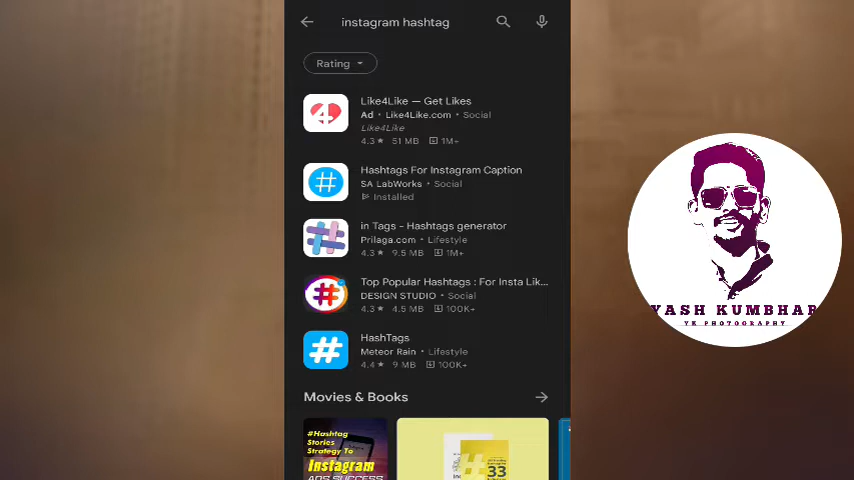 instagram hashtag
Rating
4
Like4Like — Get Likes
Ad • Like4Like.com • Social
Like4Like
4.3★ 51 MB 1M+
#
Hashtags For Instagram Caption
SA LabWorks • Social
Installed
in Tags - Hashtags generator
Prilaga.com • Lifestyle
4.3★ 9.5 MB 1M+
#
Top Popular Hashtags : For Insta Lik...
DESIGN STUDIO • Social
4.3★ 4.5 MB 100K+
#
HashTags
Meteor Rain • Lifestyle
4.4★ 9 MB 100K+
Movies & Books
#Hashtag
Stories
Strategy To
Instagram
ADS SUCCESS
#
33
YASH KUMBHAR
YK PHOTOGRAPHY